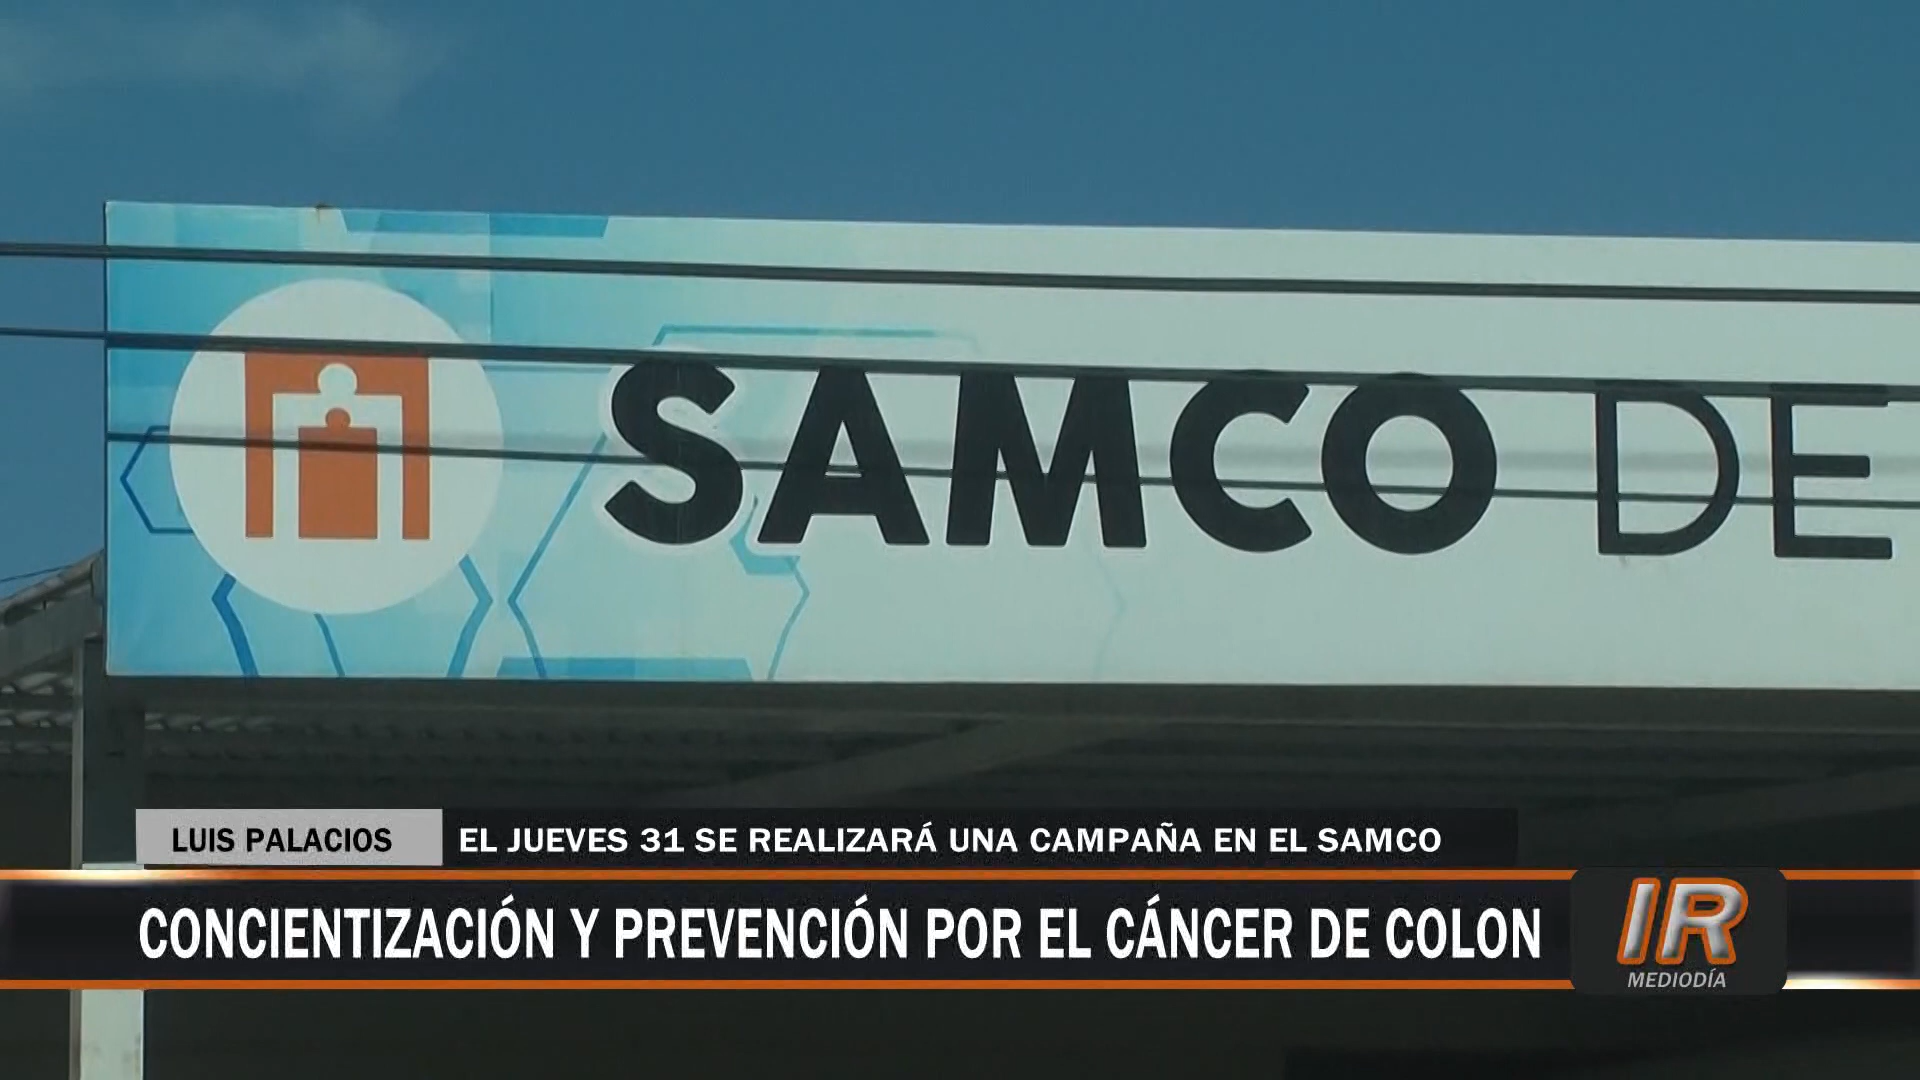 SAMCO DE
LUIS PALACIOS
EL JUEVES 31 SE REALIZARÁ UNA CAMPAÑA EN EL SAMCO
CONCIENTIZACIÓN Y PREVENCIÓN POR EL CÁNCER DE COLON
IR
MEDIODÍA